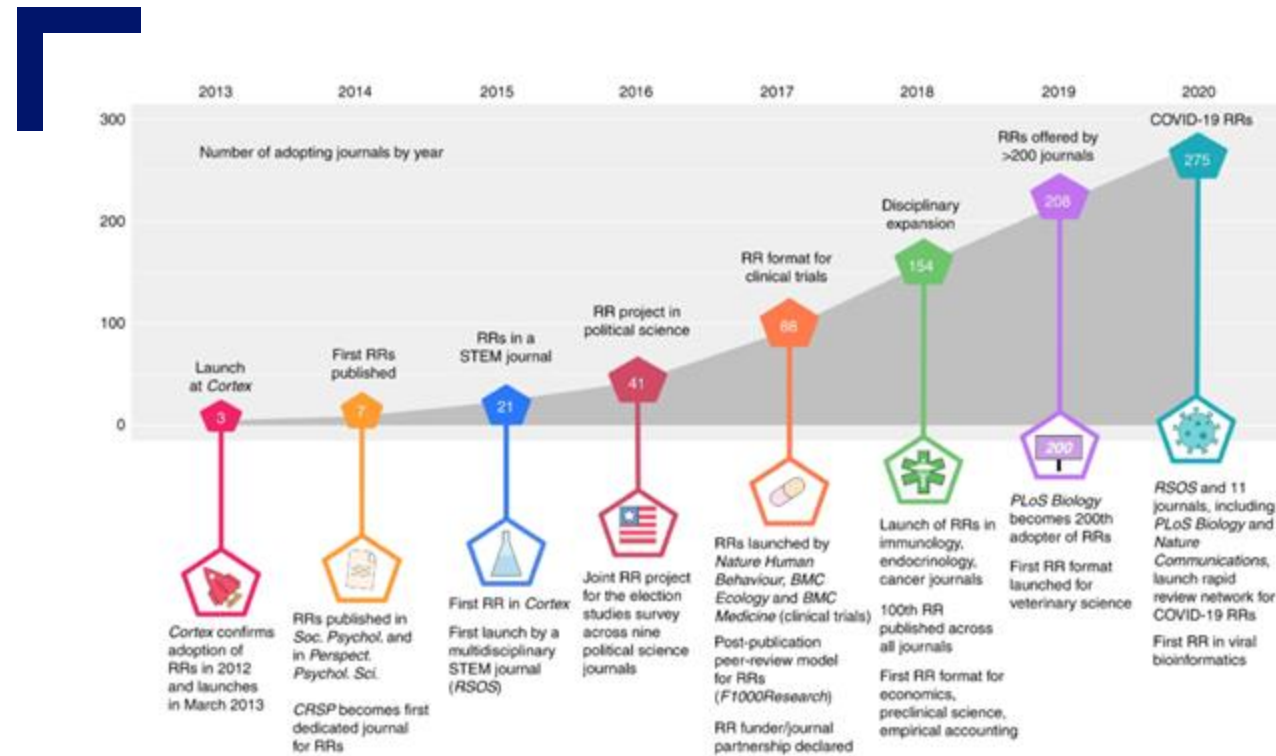 2013 2014 2015 2016 2017 2018 2019 2020
300
200
100
0
Number of adopting journals by year
Launch
at Cortex
3
First RRs
published
7
RRs in a
STEM journal
21
RR project in
political science
41
RR format for
clinical trials
88
Disciplinary
expansion
154
RRs offered by
>200 journals
208
COVID-19 RRs
275
Cortex confirms
adoption of
RRs in 2012
and launches
in March 2013
RRs published in
Soc. Psychol. and
in Perspect.
Psychol. Sci.
CRSP becomes first
dedicated journal
for RRs
First RR in Cortex
First launch by a
multidisciplinary
STEM journal
(RSOS)
Joint RR project
for the election
studies survey
across nine
political science
journals
RRs launched by
Nature Human
Behaviour, BMC
Ecology and BMC
Medicine (clinical trials)
Post-publication
peer-review model
for RRs
(F1000Research)
RR funder/journal
partnership declared
Launch of RRs in
immunology,
endocrinology,
cancer journals
100th RR
published across
all journals
First RR format for
economics,
preclinical science,
empirical accounting
200
PLoS Biology
becomes 200th
adopter of RRs
First RR format
launched for
veterinary science
RSOS and 11
journals, including
PLoS Biology and
Nature
Communications,
launch rapid
review network for
COVID-19 RRs
First RR in viral
bioinformatics